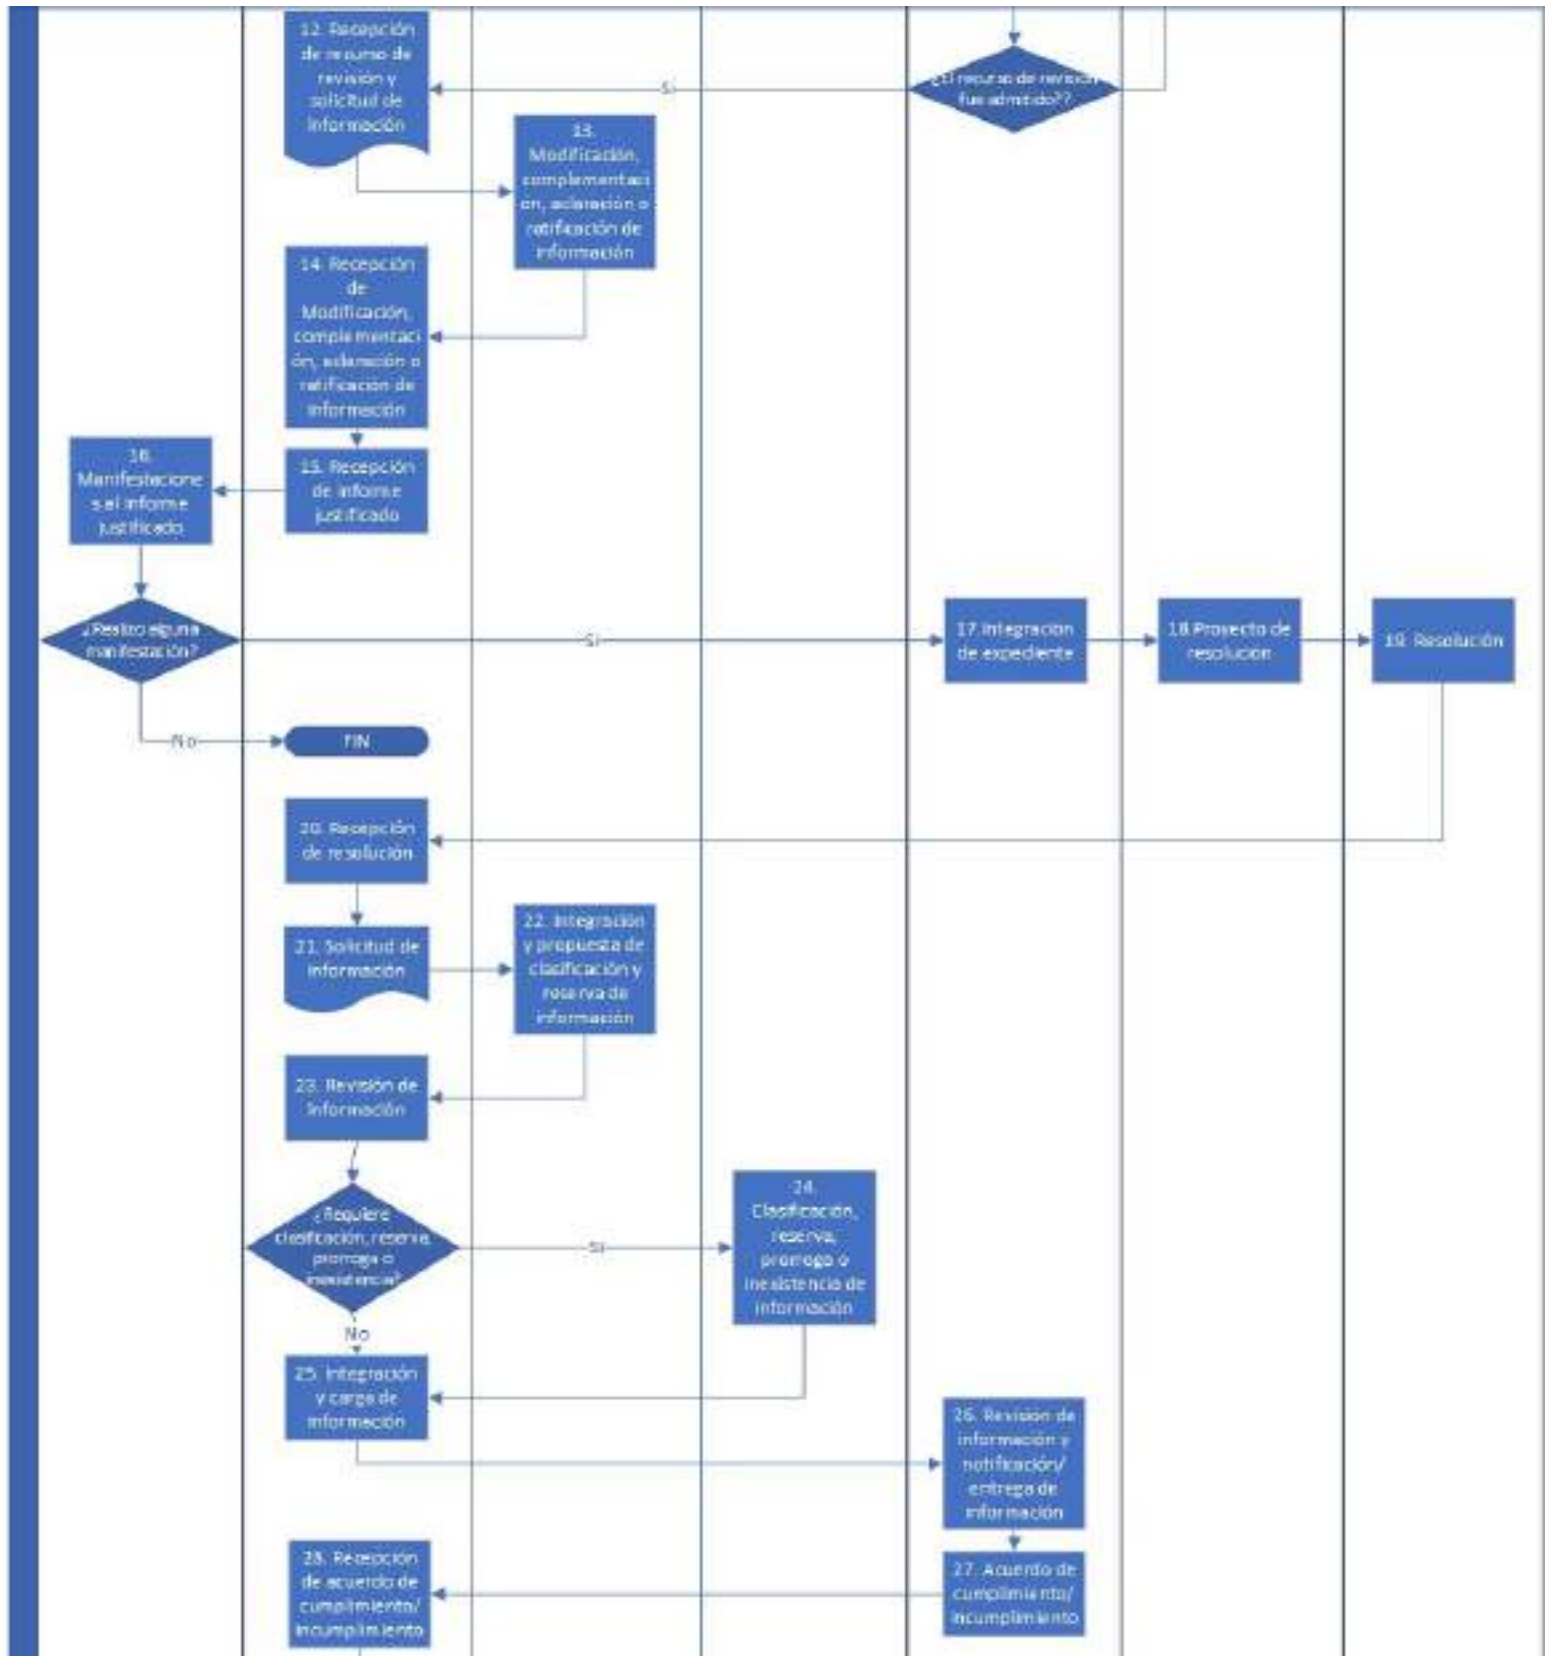 12. Recepción
de recurso de
revisión y
solicitud de
información
Si
¿El recurso de revisión
fue admitido??
13.
Modificación,
complementaci
ón, aclaración o
ratificación de
información
14. Recepción
de
Modificación,
complementaci
ón, aclaración o
ratificación de
información
15. Recepción
de informe
justificado
16.
Manifestacione
s al informe
justificado
¿Realizo alguna
manifestación?
Si
17.Integración
de expediente
18.Proyecto de
resolución
19. Resolución
No
FIN
20. Recepción
de resolución
21. Solicitud de
información
22. Integración
y propuesta de
clasificación y
reserva de
información
23. Revisión de
Información
¿Requiere
clasificación, reserva,
prorroga o
inexistencia?
Si
24.
Clasificación,
reserva,
prorroga o
inexistencia de
información
No
25. Integración
y carga de
información
26. Revisión de
información y
notificación/
entrega de
información
27. Acuerdo de
cumplimiento/
incumplimiento
28. Recepción
de acuerdo de
cumplimiento/
incumplimiento